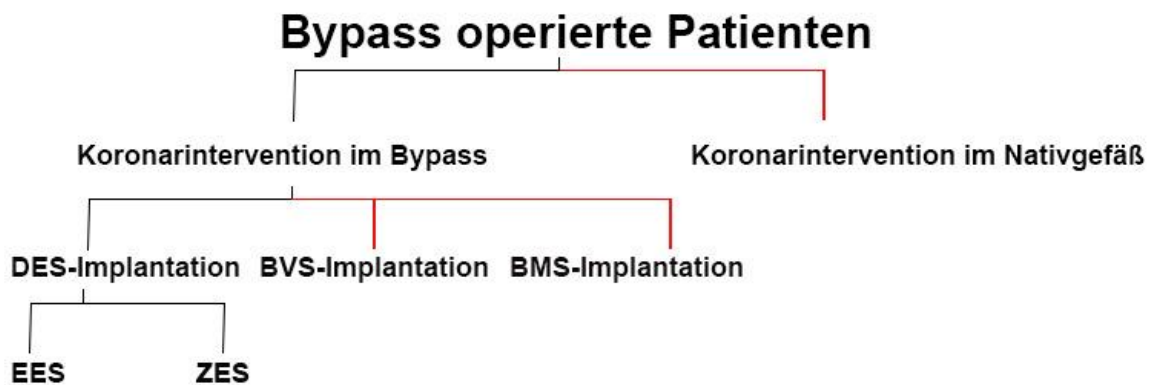 Bypass operierte Patienten
Koronarintervention im Bypass
Koronarintervention im Nativgefäß
DES-Implantation
BVS-Implantation
BMS-Implantation
EES
ZES